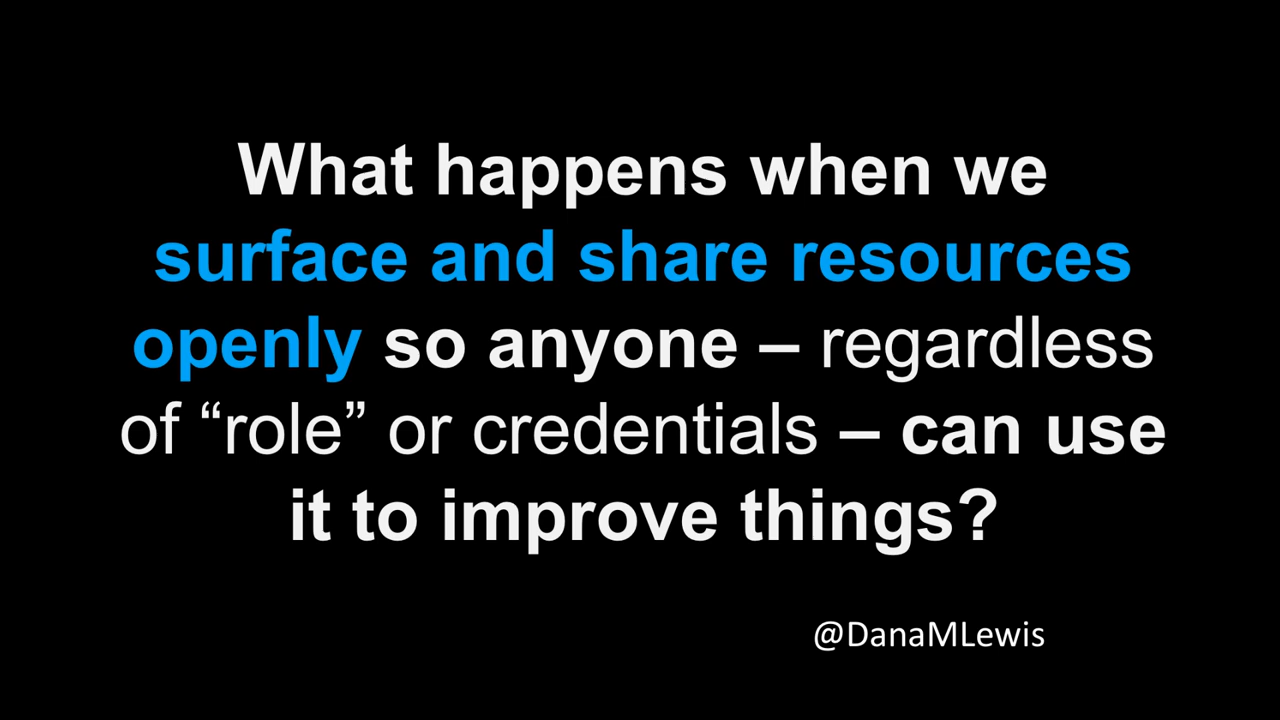 What happens when we
surface and share resources
openly so anyone – regardless
of “role” or credentials – can use
it to improve things?
@DanaMLewis